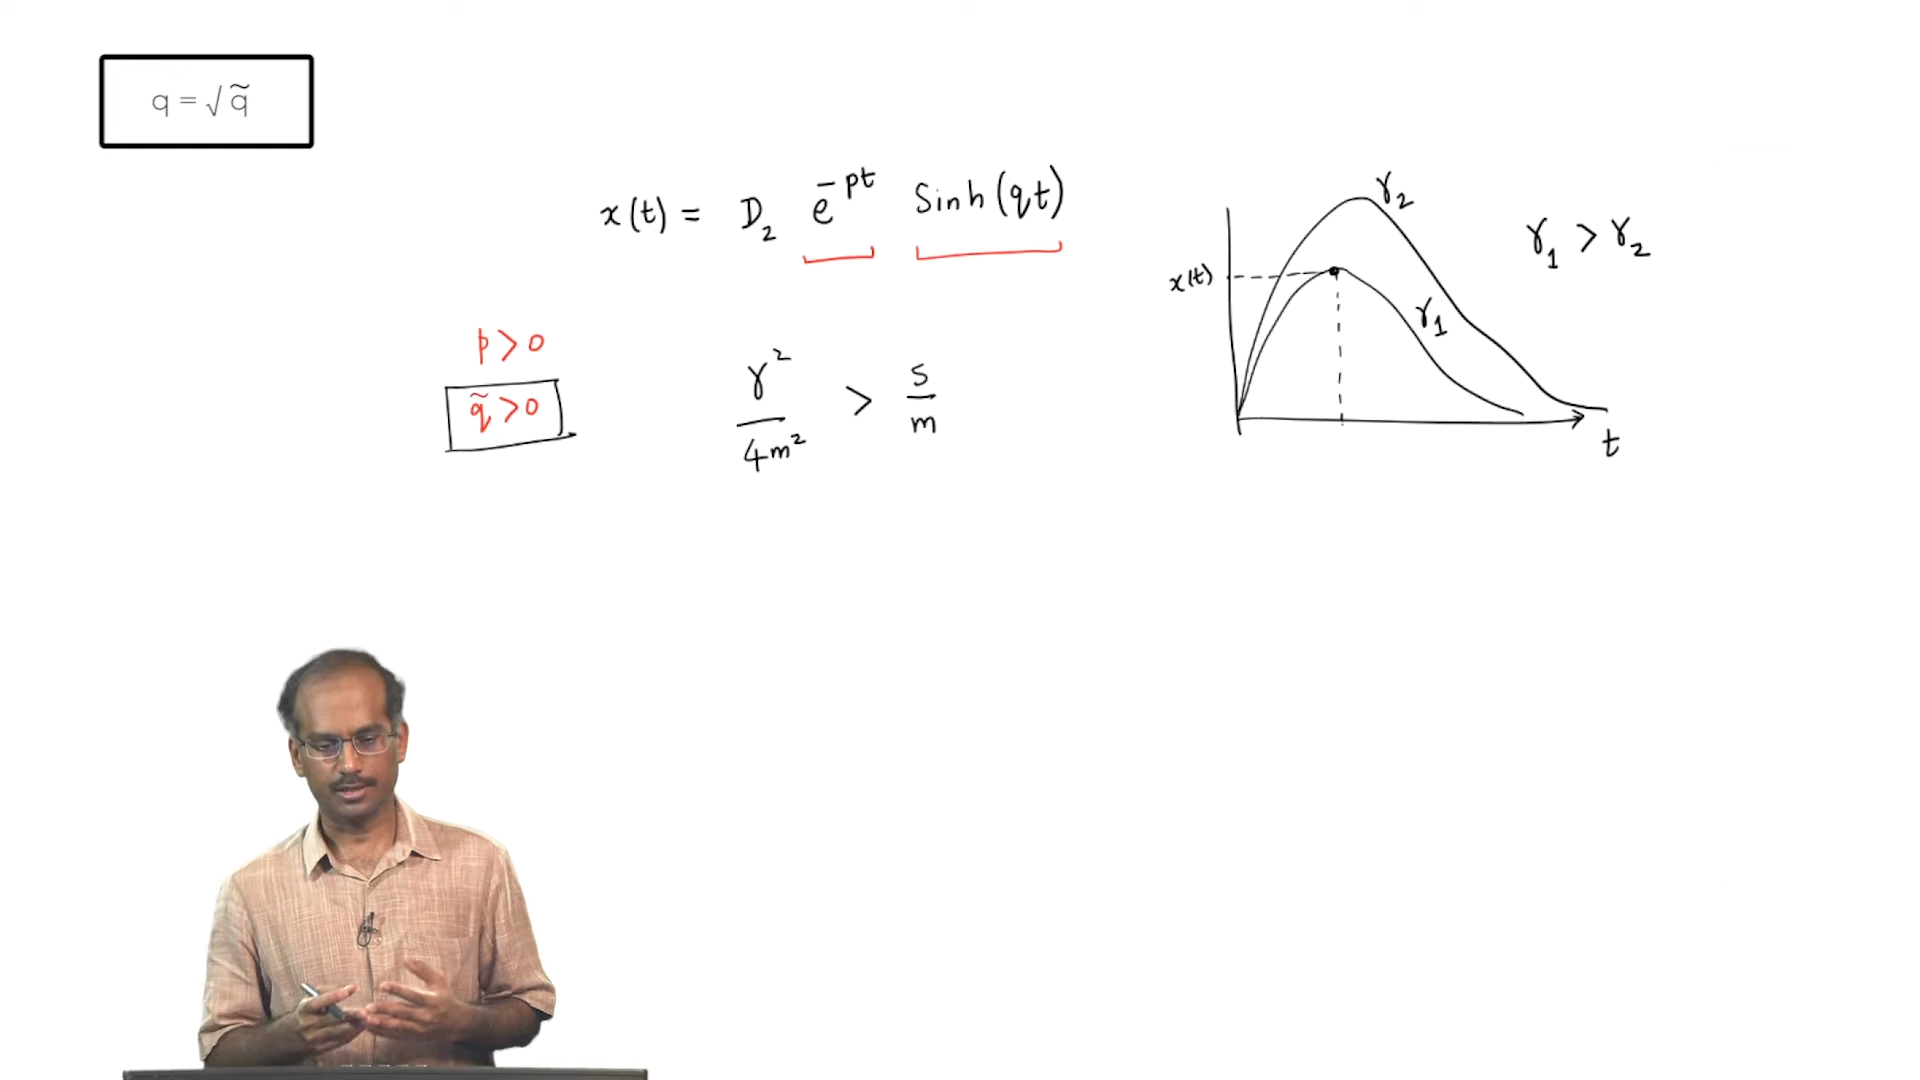 q = √q̃
x(t) = D₂ e^{-pt} Sinh(qt)
p > 0
q̃ > 0
γ²/4m² > s/m
γ₂
γ₁ > γ₂
x(t)
γ₁
t